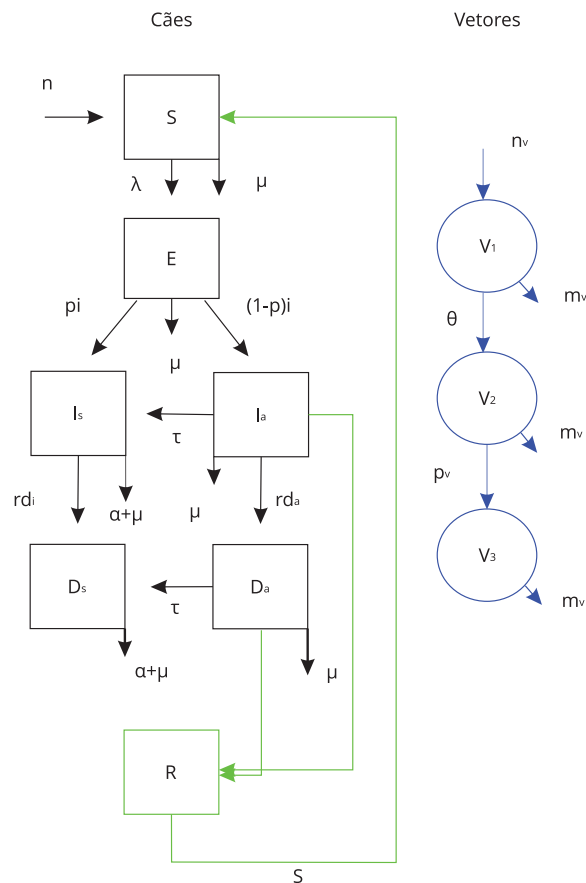 Cães
Vetores
n
S
nᵥ
λ
μ
V₁
E
mᵥ
pi
(1-p)i
θ
μ
Iₛ
Iₐ
V₂
τ
mᵥ
rdᵢ
α+μ
μ
rdₐ
pᵥ
Dₛ
Dₐ
V₃
τ
mᵥ
α+μ
μ
R
S